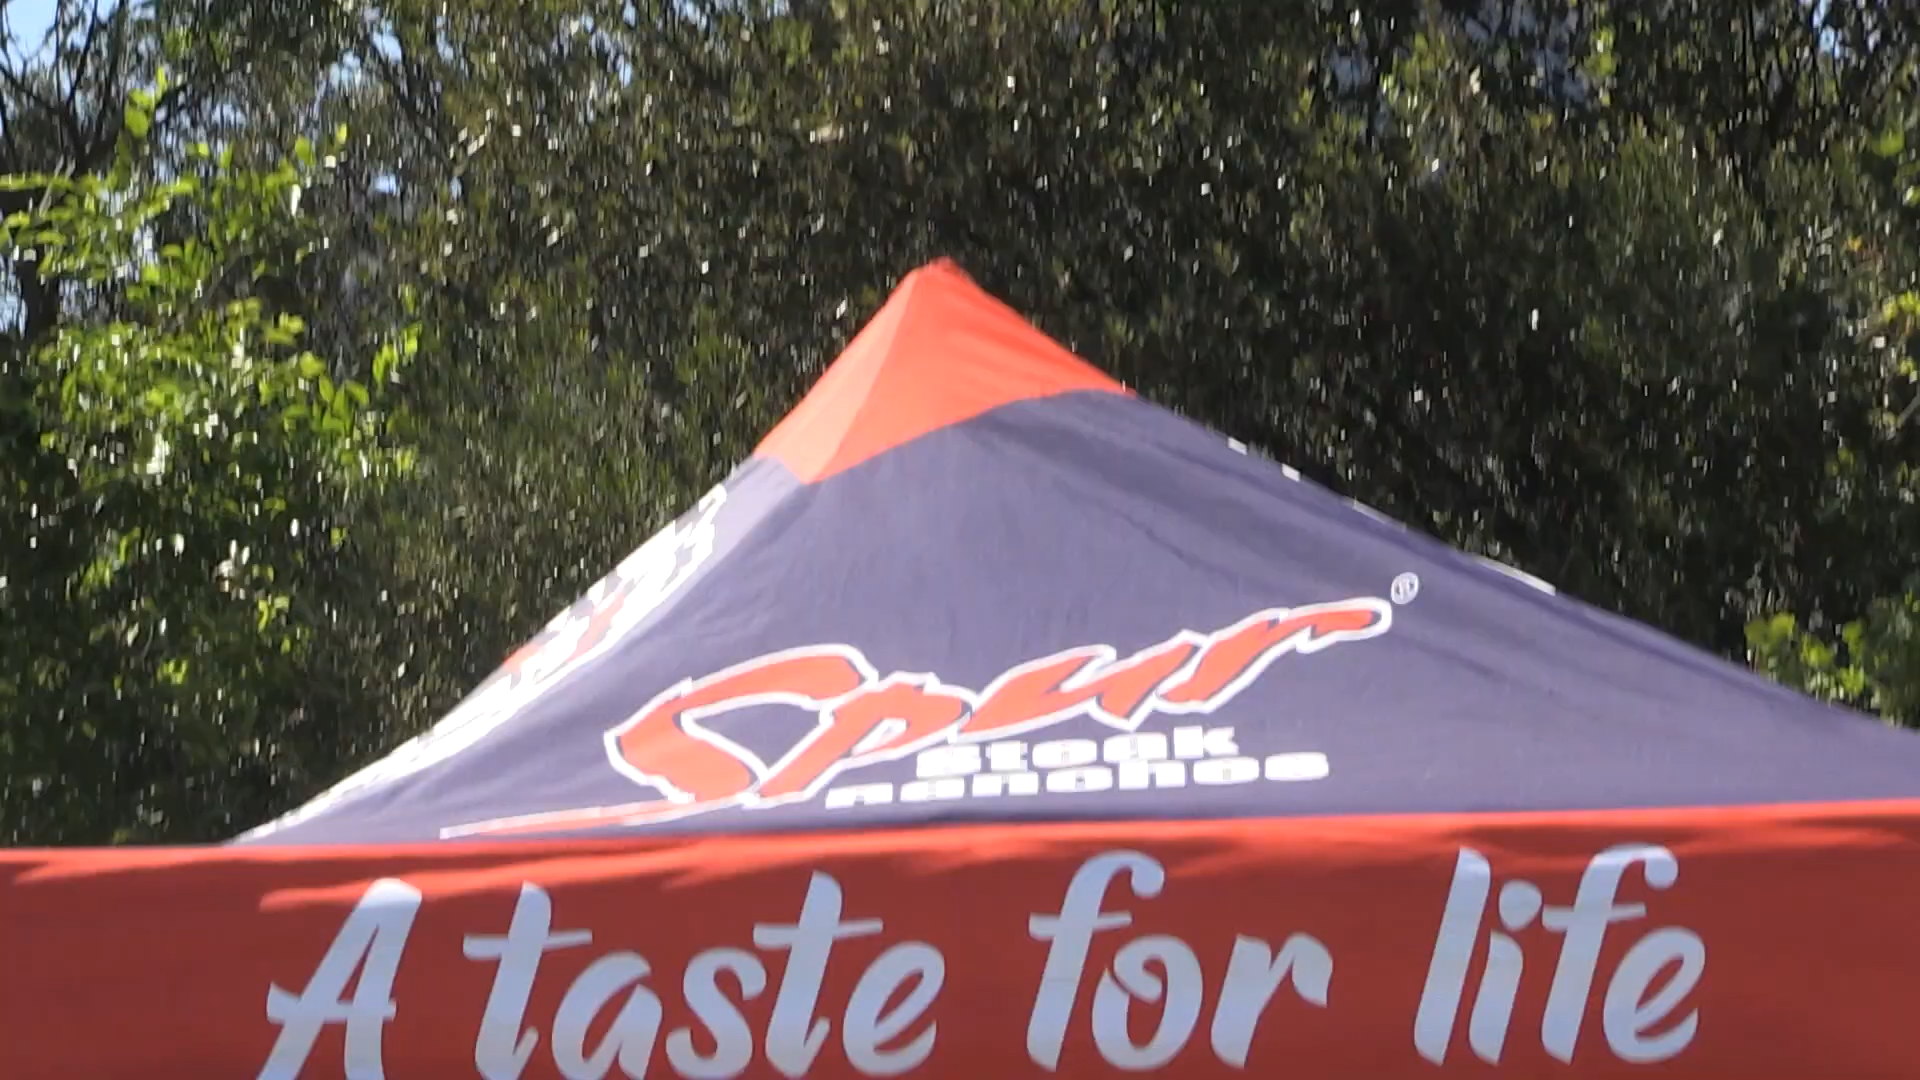 Spur®
steak
ranches
A taste for life